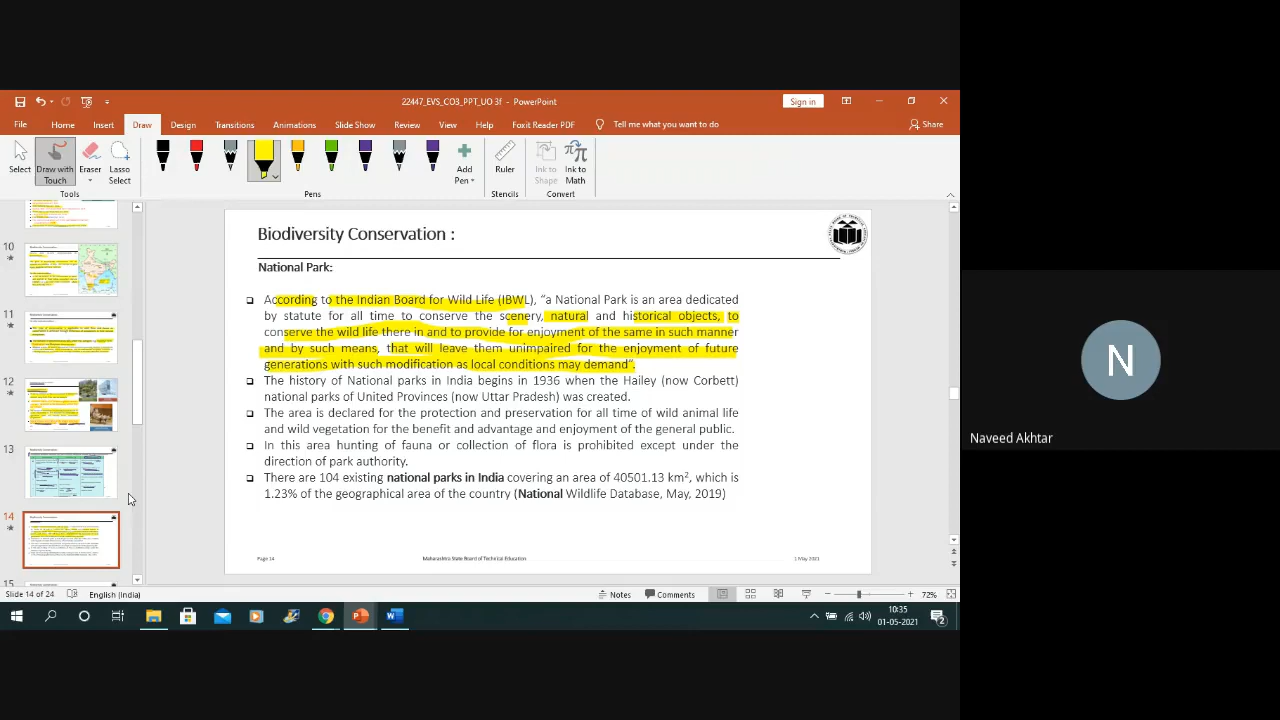 22447_EVS_CO3_PPT_UO 3f - PowerPoint
Sign in
File Home Insert Draw Design Transitions Animations Slide Show Review View Help Foxit Reader PDF Tell me what you want to do Share
Select
Draw with Touch
Eraser
Lasso Select
Add Pen
Ruler
Ink to Shape
Ink to Math
Tools Pens Stencils Convert
10
11
12
13
14
15
Biodiversity Conservation :
National Park:
According to the Indian Board for Wild Life (IBWL), “a National Park is an area dedicated
by statute for all time to conserve the scenery, natural and historical objects, to
conserve the wild life there in and to provide for enjoyment of the same in such manner
and by such means, that will leave them unimpaired for the enjoyment of future
generations with such modification as local conditions may demand”.
The history of National parks in India begins in 1936 when the Hailey (now Corbett)
national parks of United Provinces (now Uttar Pradesh) was created.
The area is declared for the protection and preservation for all time of wild animal life
and wild vegetation for the benefit and advantage and enjoyment of the general public.
In this area hunting of fauna or collection of flora is prohibited except under the
direction of park authority.
There are 104 existing national parks in India covering an area of 40501.13 km², which is
1.23% of the geographical area of the country (National Wildlife Database, May, 2019)
Page 14 Maharashtra State Board of Technical Education 1 May 2021
Slide 14 of 24 English (India) Notes Comments 72%
10:35
01-05-2021
2
N
Naveed Akhtar